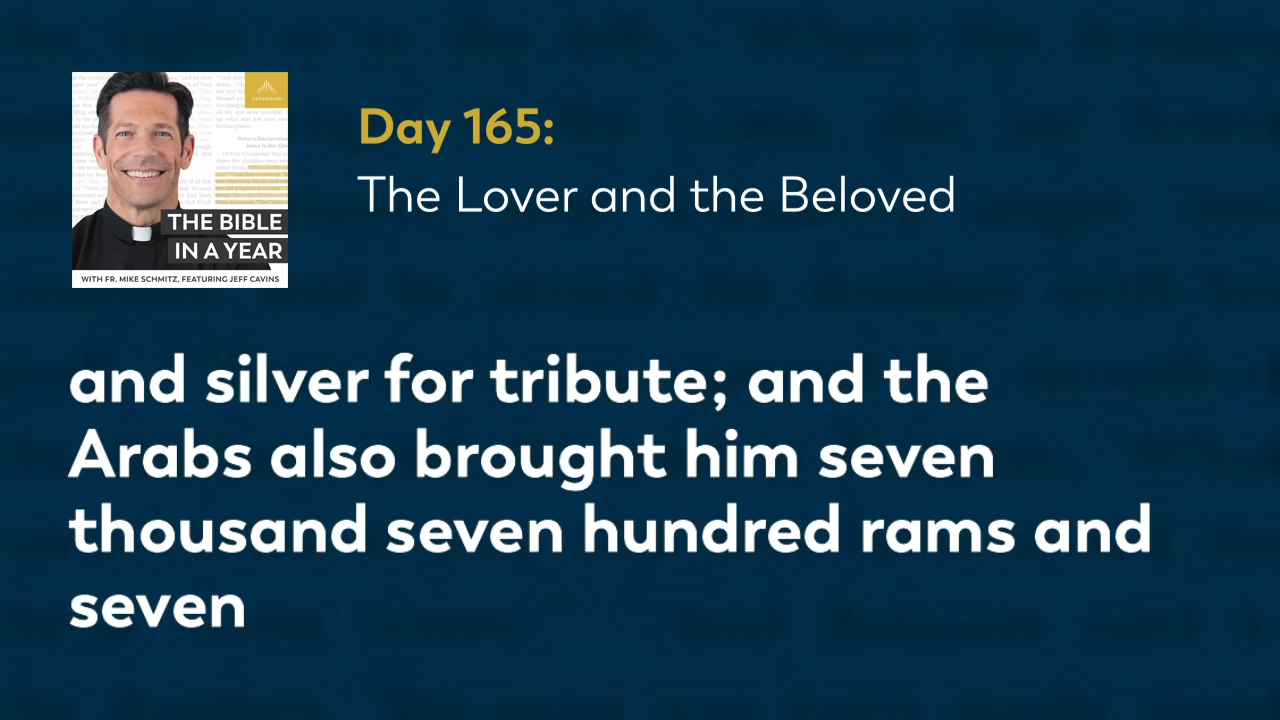 ASCENSION
THE BIBLE
IN A YEAR
WITH FR. MIKE SCHMITZ, FEATURING JEFF CAVINS
Day 165:
The Lover and the Beloved
and silver for tribute; and the
Arabs also brought him seven
thousand seven hundred rams and
seven